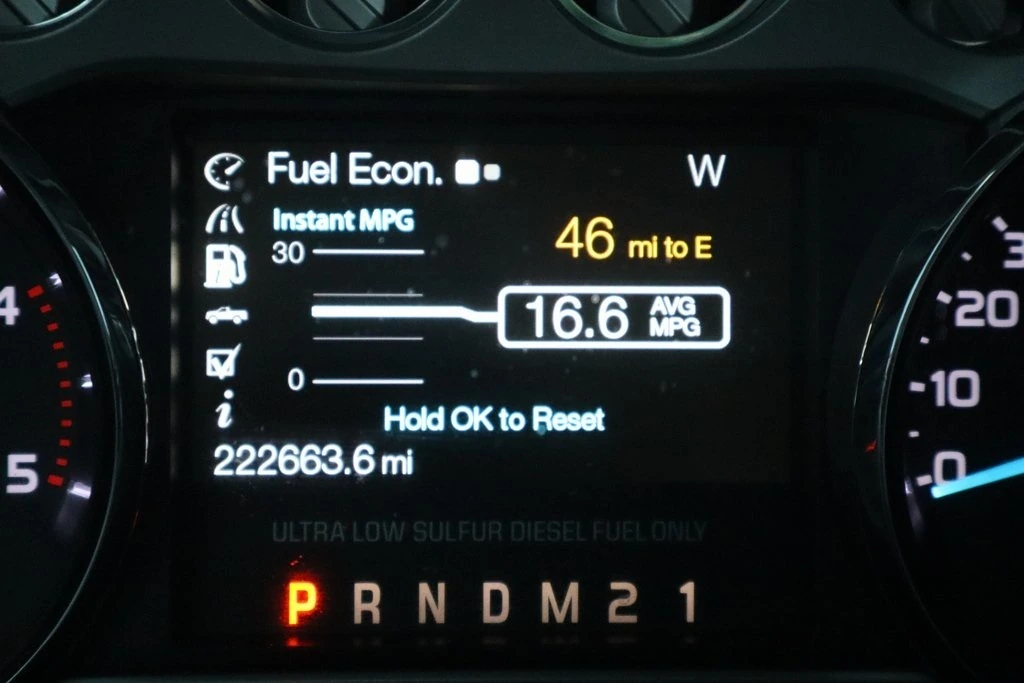 Fuel Econ. W
Instant MPG
30
46 mi to E
16.6 AVG MPG
0
Hold OK to Reset
222663.6 mi
ULTRA LOW SULFUR DIESEL FUEL ONLY
P R N D M 2 1
4
5
20
10
0